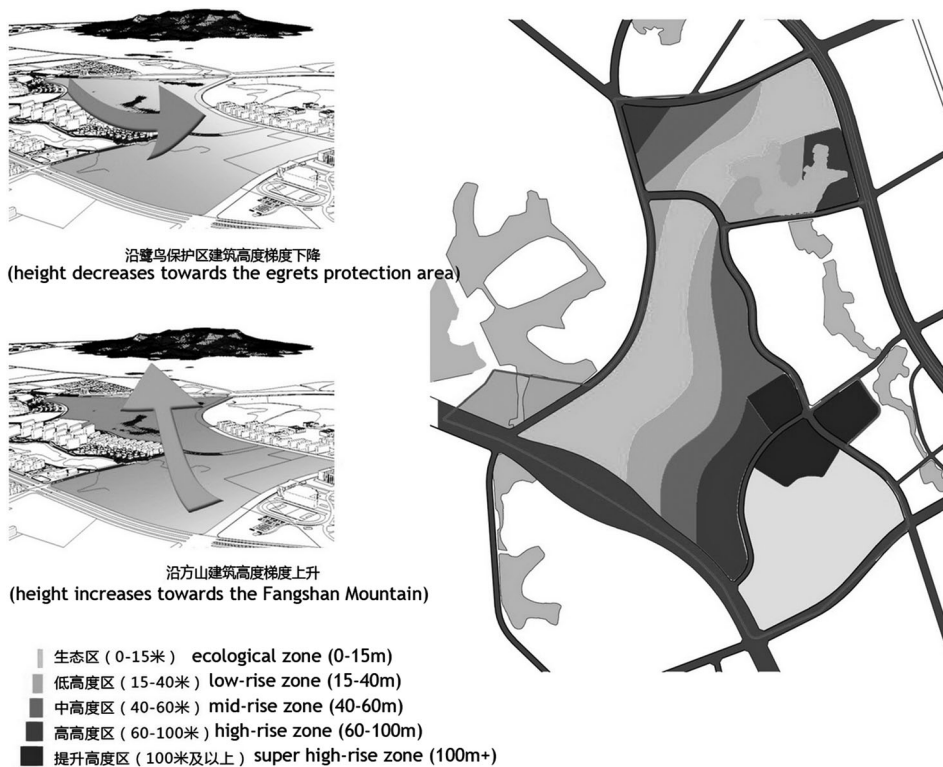 沿鹭鸟保护区建筑高度梯度下降
(height decreases towards the egrets protection area)
沿方山建筑高度梯度上升
(height increases towards the Fangshan Mountain)
生态区（0-15米） ecological zone (0-15m)
低高度区（15-40米） low-rise zone (15-40m)
中高度区（40-60米） mid-rise zone (40-60m)
高高度区（60-100米） high-rise zone (60-100m)
提升高度区（100米及以上） super high-rise zone (100m+)